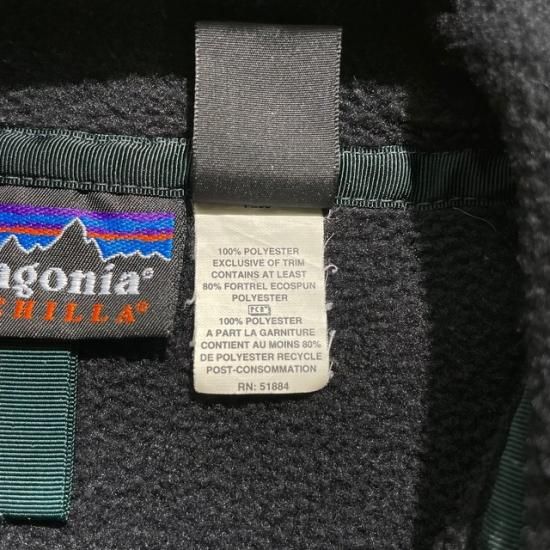 agonia®
CHILLA®
100% POLYESTER
EXCLUSIVE OF TRIM
CONTAINS AT LEAST
80% FORTREL ECOSPUN
POLYESTER
PCR
100% POLYESTER
A PART LA GARNITURE
CONTIENT AU MOINS 80%
DE POLYESTER RECYCLE
POST-CONSOMMATION
RN: 51884